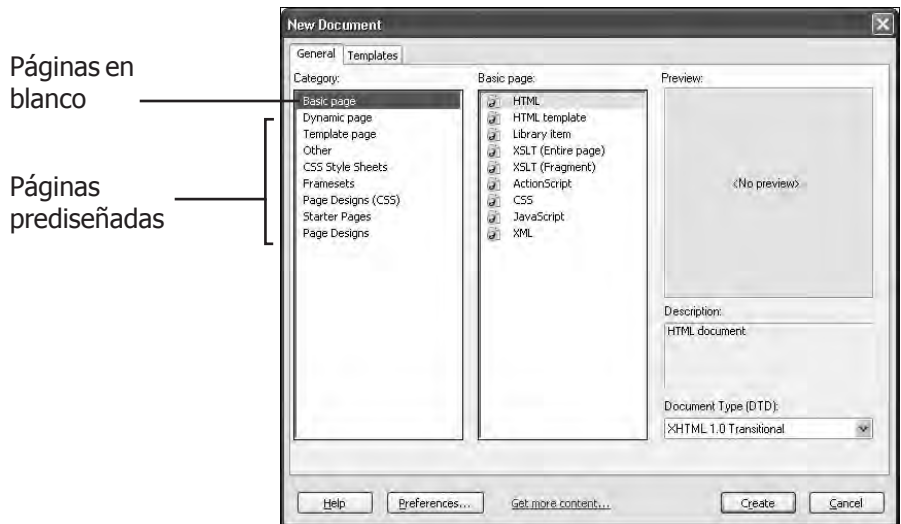 Páginas en
blanco
Páginas
prediseñadas
New Document
General Templates
Category:
Basic page
Dynamic page
Template page
Other
CSS Style Sheets
Framesets
Page Designs (CSS)
Starter Pages
Page Designs
Basic page:
HTML
HTML template
Library item
XSLT (Entire page)
XSLT (Fragment)
ActionScript
CSS
JavaScript
XML
Preview:
<No preview>
Description:
HTML document
Document Type (DTD):
XHTML 1.0 Transitional
Help Preferences... Get more content... Create Cancel